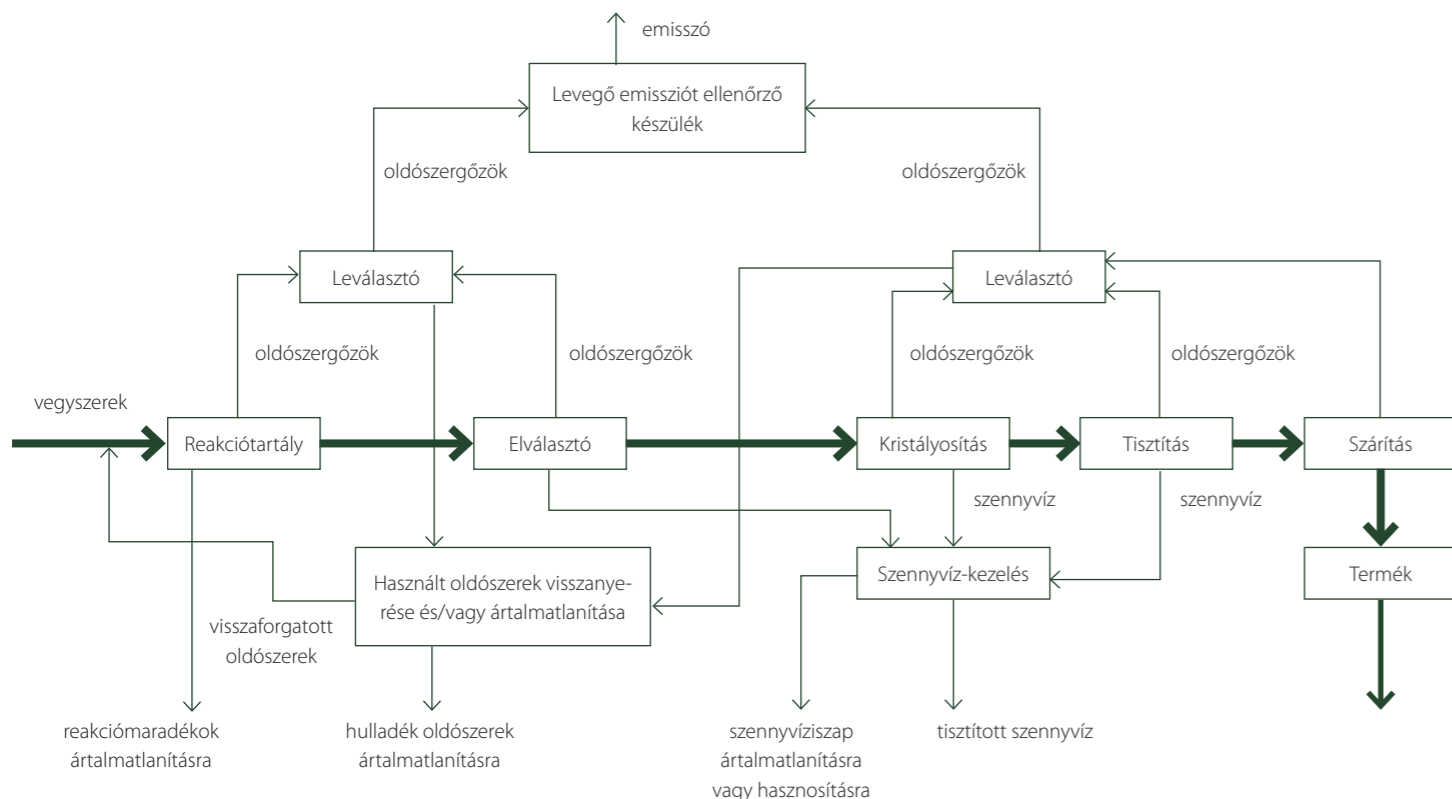 emisszó
Levegő emissziót ellenőrző
készülék
oldószergőzök
oldószergőzök
Leválasztó
Leválasztó
oldószergőzök
oldószergőzök
oldószergőzök
oldószergőzök
vegyszerek
Reakciótartály
Elválasztó
Kristályosítás
Tisztítás
Szárítás
szennyvíz
szennyvíz
Használt oldószerek visszanye-
rése és/vagy ártalmatlanítása
Szennyvíz-kezelés
Termék
visszaforgatott
oldószerek
reakciómaradékok
ártalmatlanításra
hulladék oldószerek
ártalmatlanításra
szennyvíziszap
ártalmatlanításra
vagy hasznosításra
tisztított szennyvíz